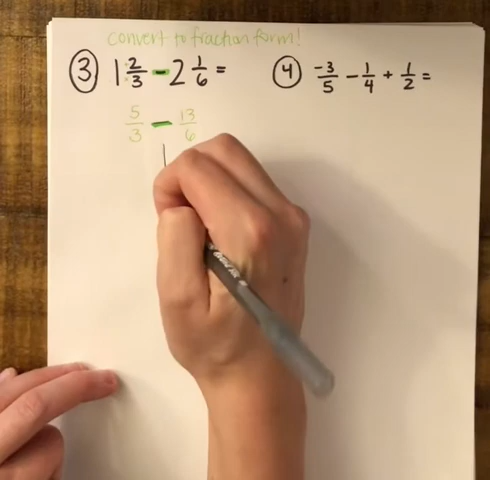 convert to fraction form!
③ 1 2/3 - 2 1/6 =
④ -3/5 - 1/4 + 1/2 =
5/3 - 13/6